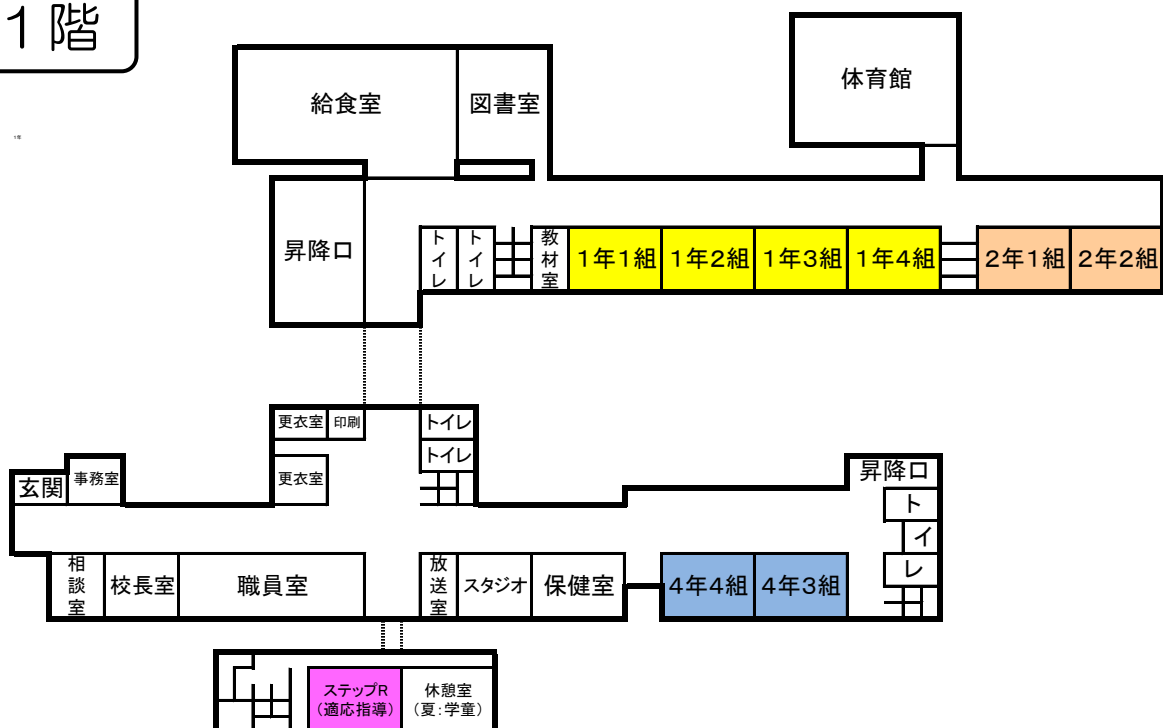 1階
体育館
給食室
図書室
昇降口
トイレ
トイレ
教材室
1年1組
1年2組
1年3組
1年4組
2年1組
2年2組
更衣室
印刷
トイレ
トイレ
更衣室
玄関
事務室
昇降口
トイレ
相談室
校長室
職員室
放送室
スタジオ
保健室
4年4組
4年3組
ステップR
(適応指導)
休憩室
(夏:学童)